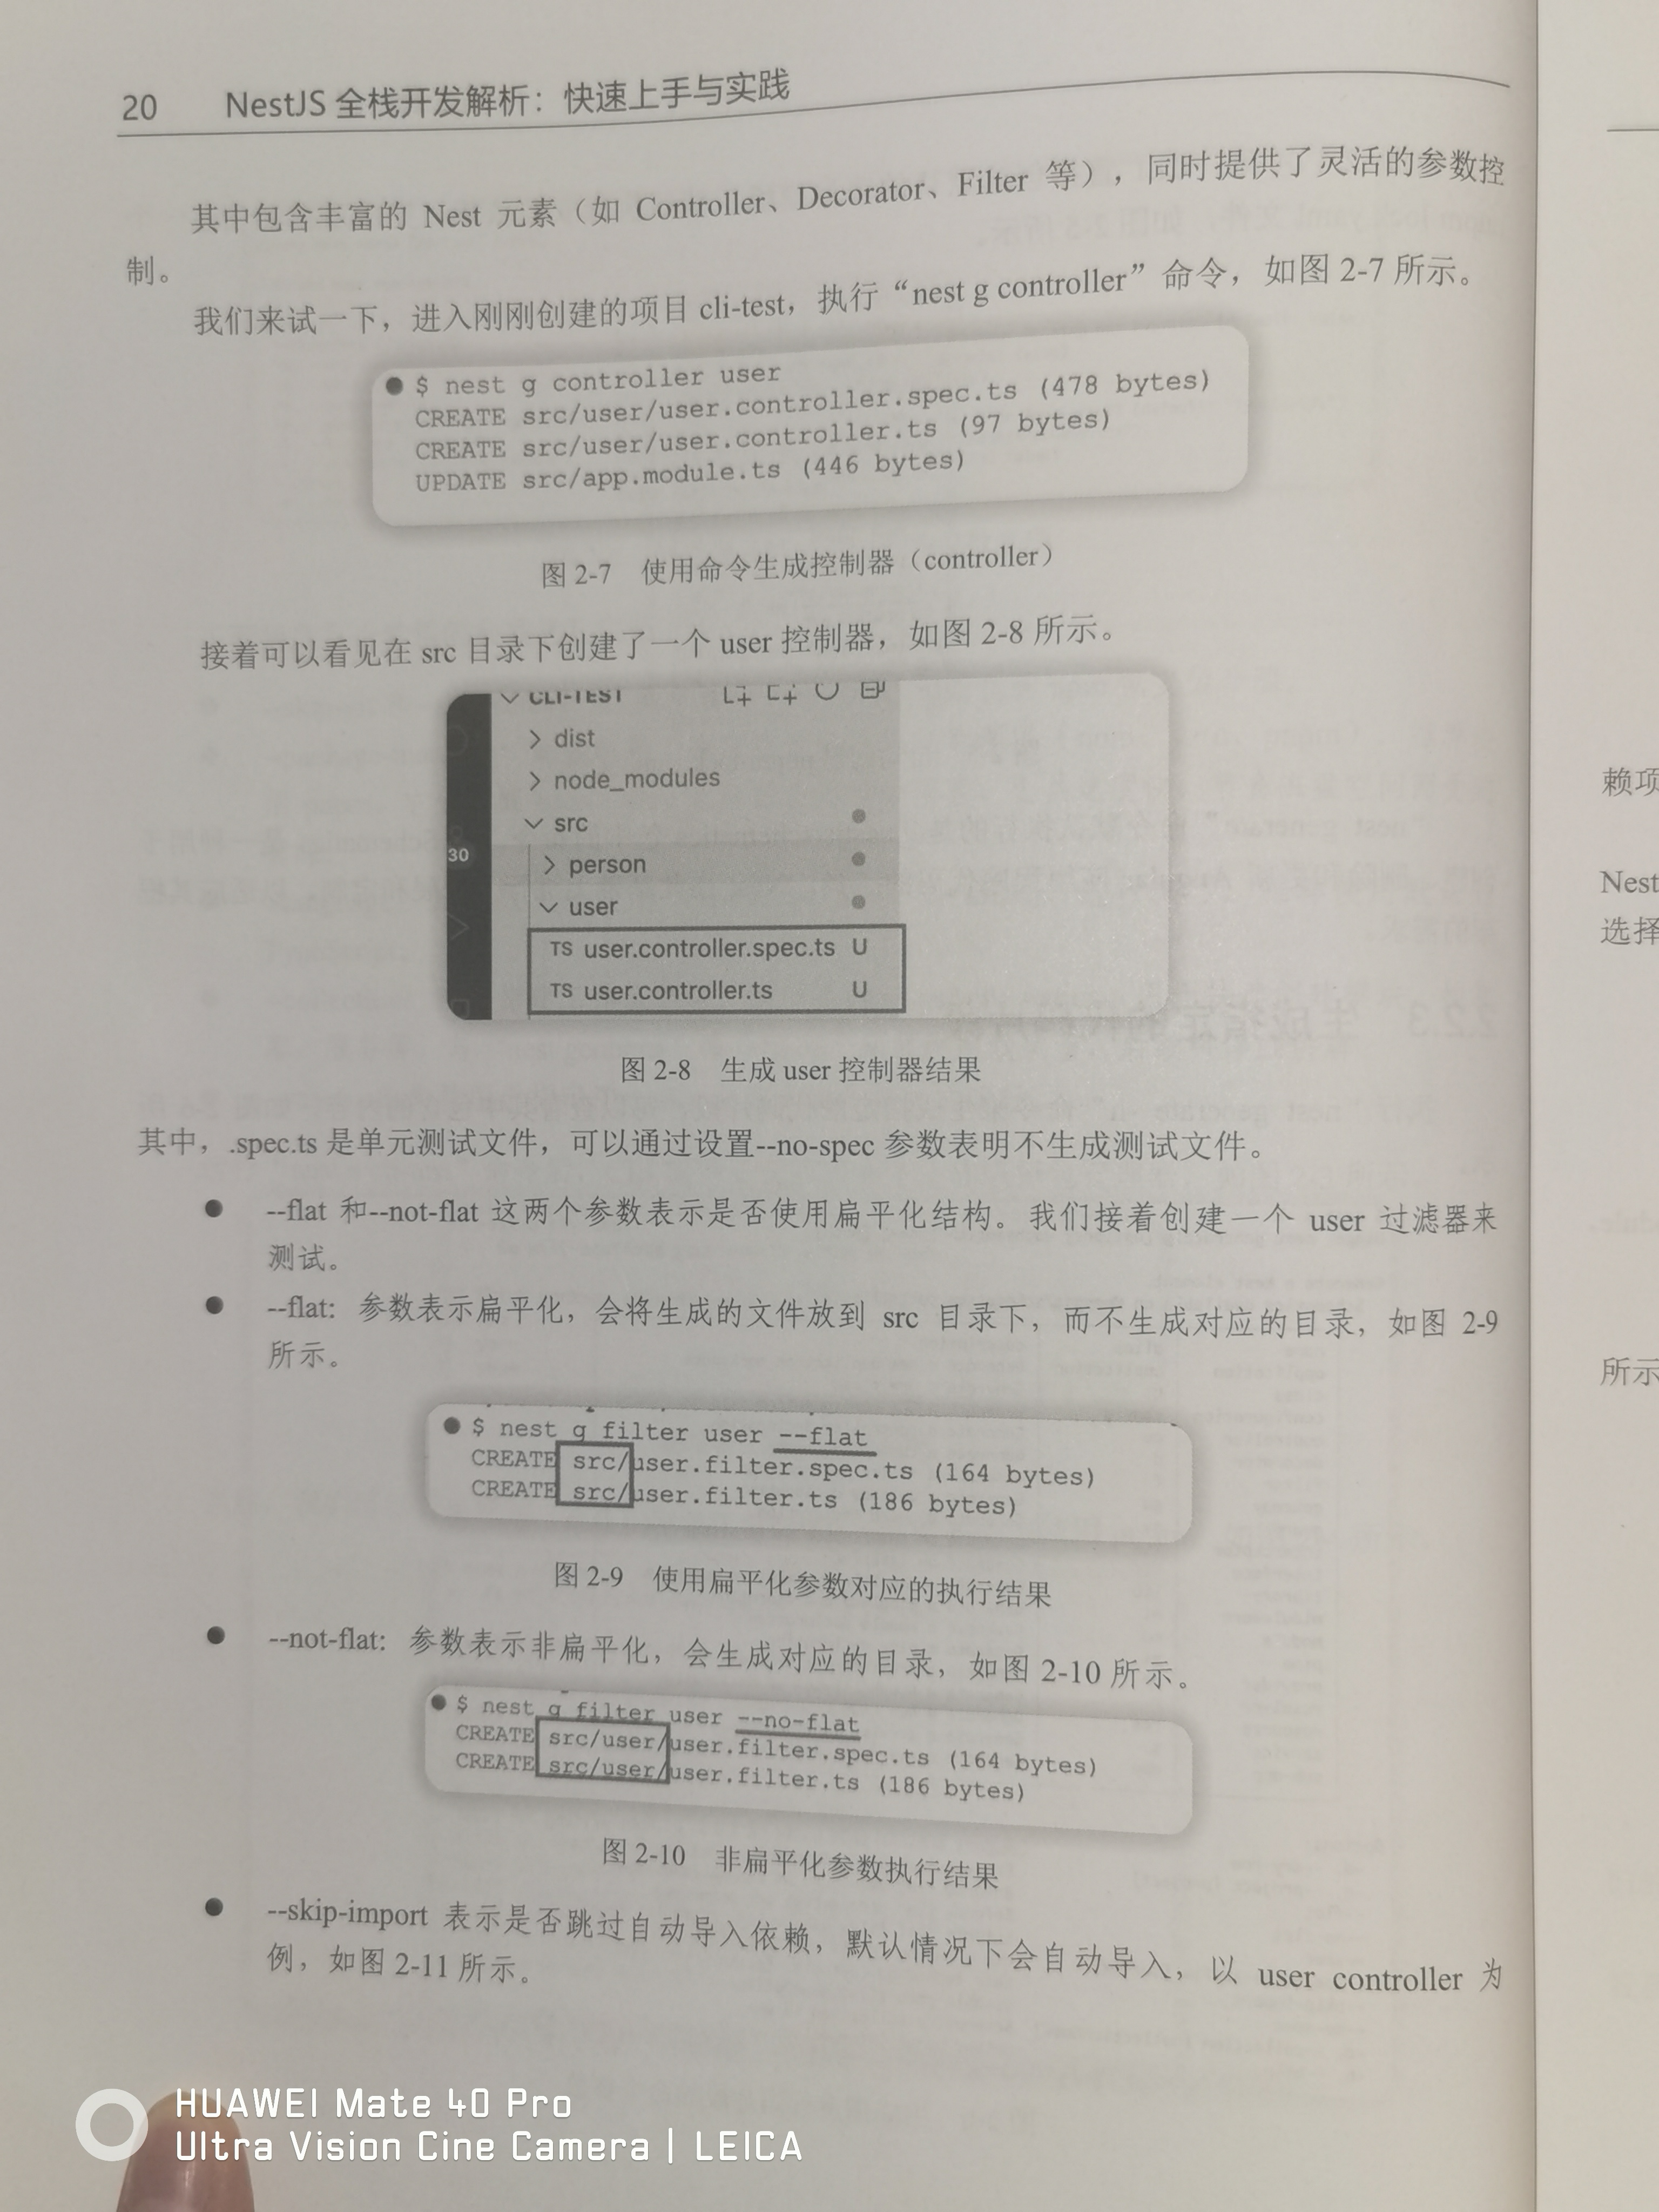 20 NestJS 全栈开发解析：快速上手与实践
其中包含丰富的 Nest 元素（如 Controller、Decorator、Filter 等），同时提供了灵活的参数控
制。
我们来试一下，进入刚刚创建的项目 cli-test，执行“nest g controller”命令，如图 2-7 所示。
$ nest g controller user
CREATE src/user/user.controller.spec.ts (478 bytes)
CREATE src/user/user.controller.ts (97 bytes)
UPDATE src/app.module.ts (446 bytes)
图 2-7 使用命令生成控制器（controller）
接着可以看见在 src 目录下创建了一个 user 控制器，如图 2-8 所示。
CLI-TEST
dist
node_modules
src
30
person
user
TS user.controller.spec.ts U
TS user.controller.ts U
图 2-8 生成 user 控制器结果
其中，.spec.ts 是单元测试文件，可以通过设置--no-spec 参数表明不生成测试文件。
● --flat 和--not-flat 这两个参数表示是否使用扁平化结构。我们接着创建一个 user 过滤器来
测试。
● --flat：参数表示扁平化，会将生成的文件放到 src 目录下，而不生成对应的目录，如图 2-9
所示。
$ nest g filter user --flat
CREATE src/user.filter.spec.ts (164 bytes)
CREATE src/user.filter.ts (186 bytes)
图 2-9 使用扁平化参数对应的执行结果
● --not-flat：参数表示非扁平化，会生成对应的目录，如图 2-10 所示。
$ nest g filter user --no-flat
CREATE src/user/user.filter.spec.ts (164 bytes)
CREATE src/user/user.filter.ts (186 bytes)
图 2-10 非扁平化参数执行结果
● --skip-import 表示是否跳过自动导入依赖，默认情况下会自动导入，以 user controller 为
例，如图 2-11 所示。
赖项
Nest
选择
所示
HUAWEI Mate 40 Pro
Ultra Vision Cine Camera | LEICA